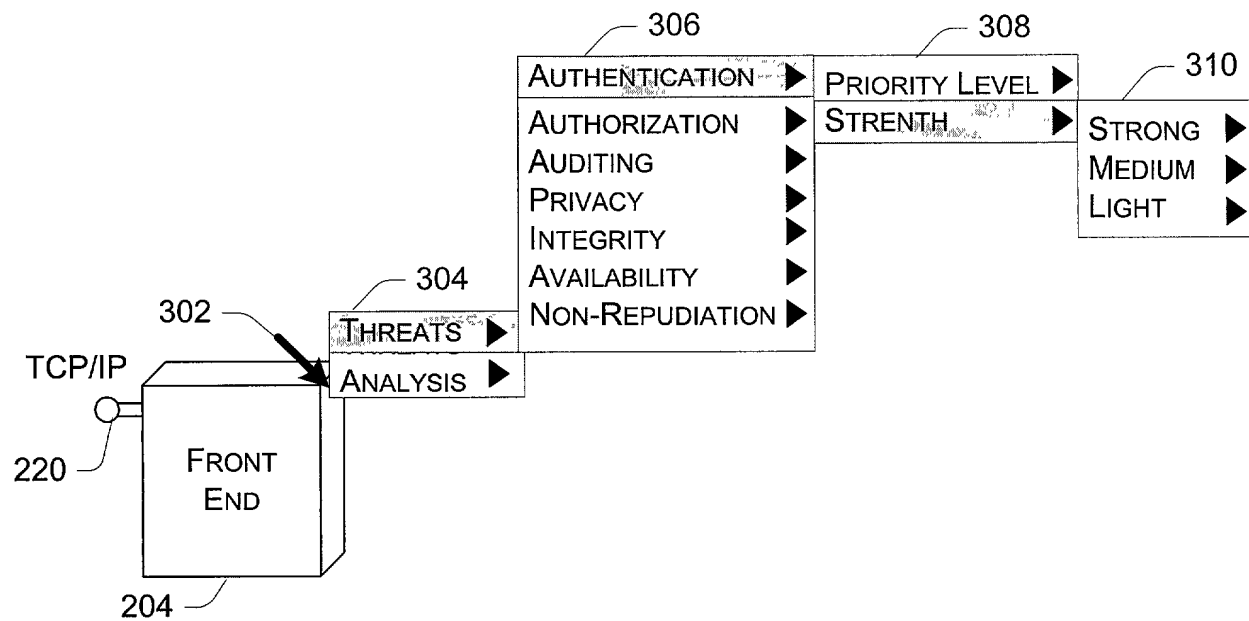 306
308
310
AUTHENTICATION
AUTHORIZATION
AUDITING
PRIVACY
INTEGRITY
AVAILABILITY
NON-REPUDIATION
PRIORITY LEVEL
STRENTH
STRONG
MEDIUM
LIGHT
304
302
THREATS
ANALYSIS
TCP/IP
220
FRONT
END
204